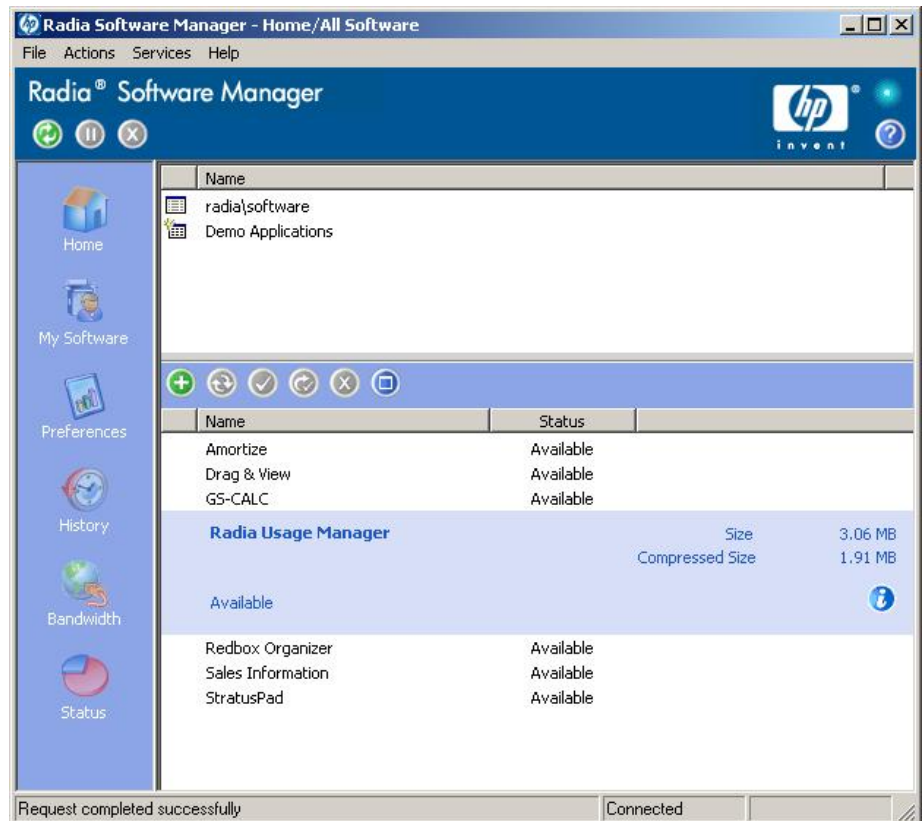 Radia Software Manager - Home/All Software
File Actions Services Help
Radia® Software Manager
hp ®
invent
Home
My Software
Preferences
History
Bandwidth
Status
Name
radia\software
Demo Applications
Name Status
Amortize Available
Drag & View Available
GS-CALC Available
Radia Usage Manager Size 3.06 MB
Compressed Size 1.91 MB
Available
Redbox Organizer Available
Sales Information Available
StratusPad Available
Request completed successfully Connected